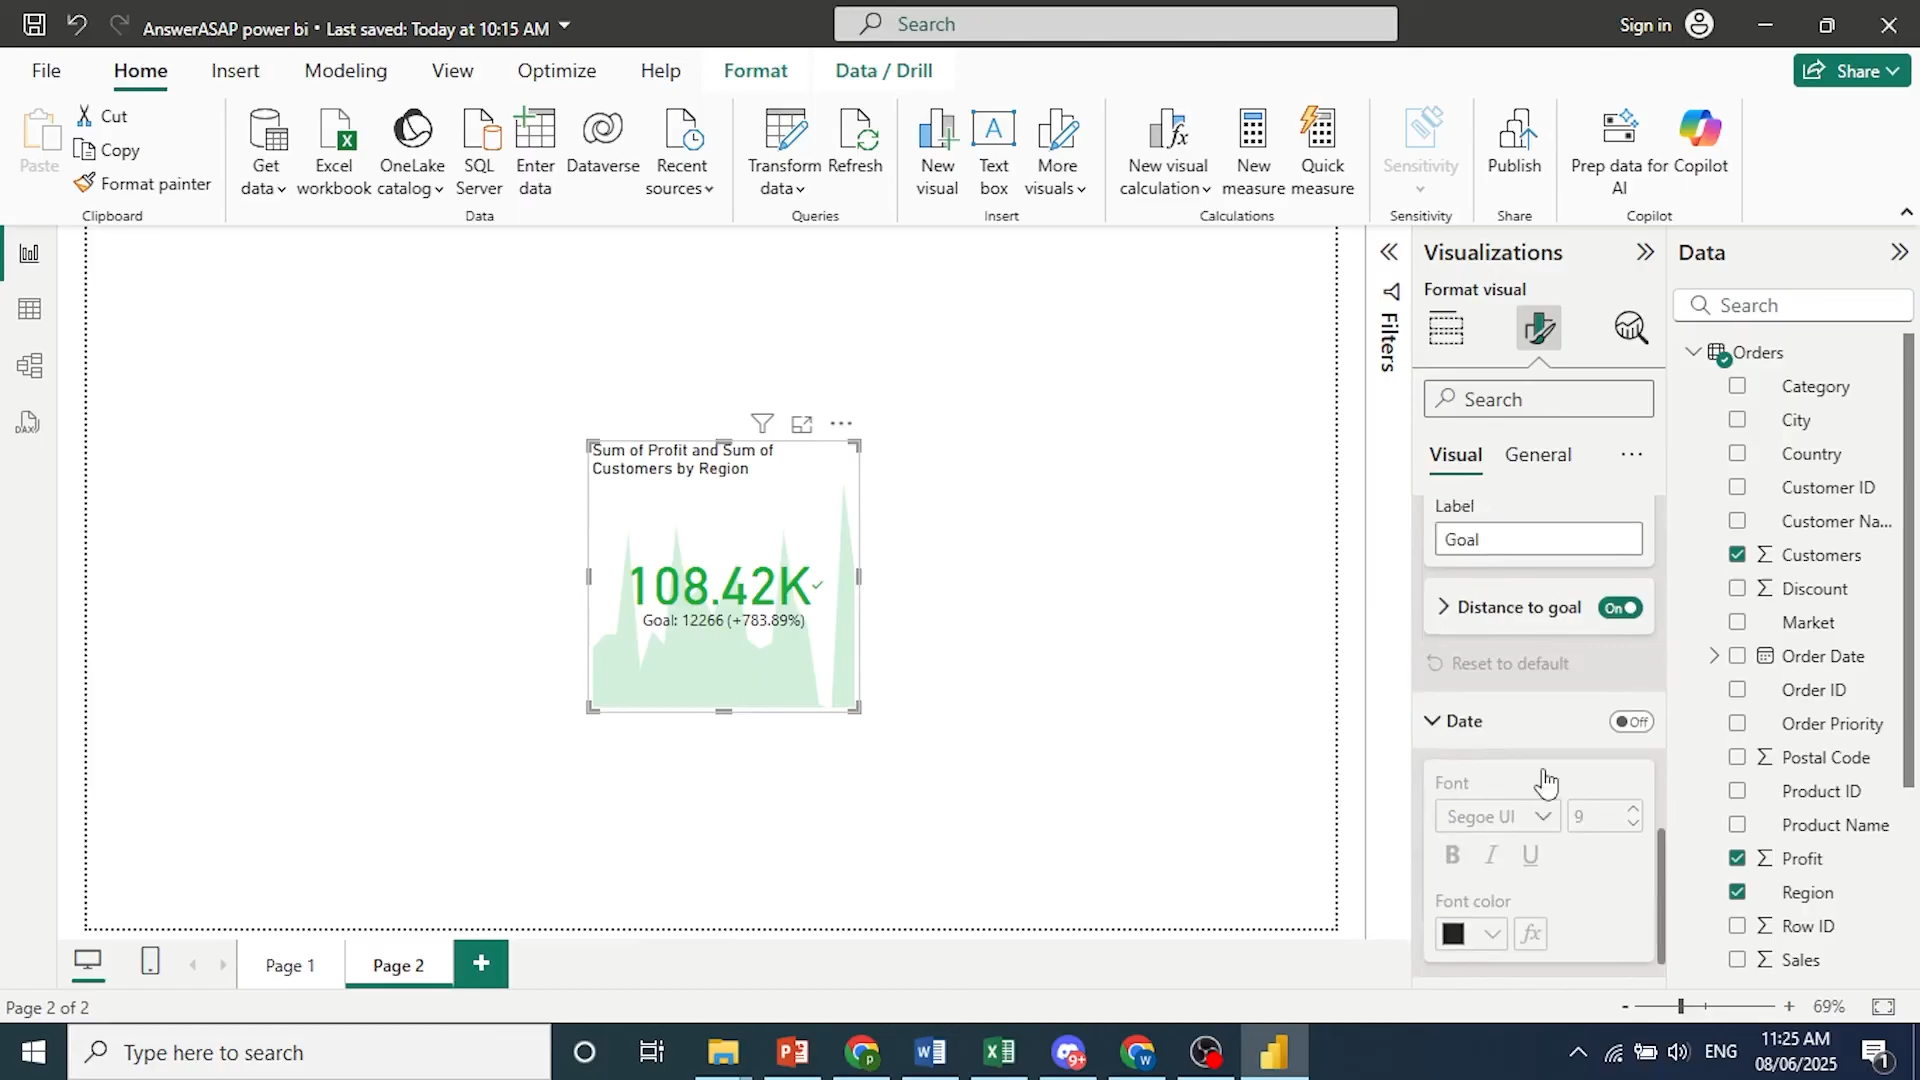 AnswerASAP power bi • Last saved: Today at 10:15 AM
Search
Sign in
File
Home
Insert
Modeling
View
Optimize
Help
Format
Data / Drill
Share
Paste
Cut
Copy
Format painter
Clipboard
Get data
Excel workbook
OneLake catalog
SQL Server
Enter data
Dataverse
Recent sources
Data
Transform data
Refresh
Queries
New visual
Text box
More visuals
Insert
New visual calculation
New measure
Quick measure
Calculations
Sensitivity
Sensitivity
Publish
Share
Prep data for AI
Copilot
Copilot
DAX
Sum of Profit and Sum of
Customers by Region
108.42K
Goal: 12266 (+783.89%)
Filters
Visualizations
Format visual
Search
Visual
General
Label
Goal
Distance to goal
On
Reset to default
Date
Off
Font
Segoe UI
9
B I U
Font color
fx
Data
Search
Orders
Category
City
Country
Customer ID
Customer Na...
Customers
Discount
Market
Order Date
Order ID
Order Priority
Postal Code
Product ID
Product Name
Profit
Region
Row ID
Sales
Page 1
Page 2
Page 2 of 2
69%
Type here to search
9+
ENG
11:25 AM
08/06/2025
1